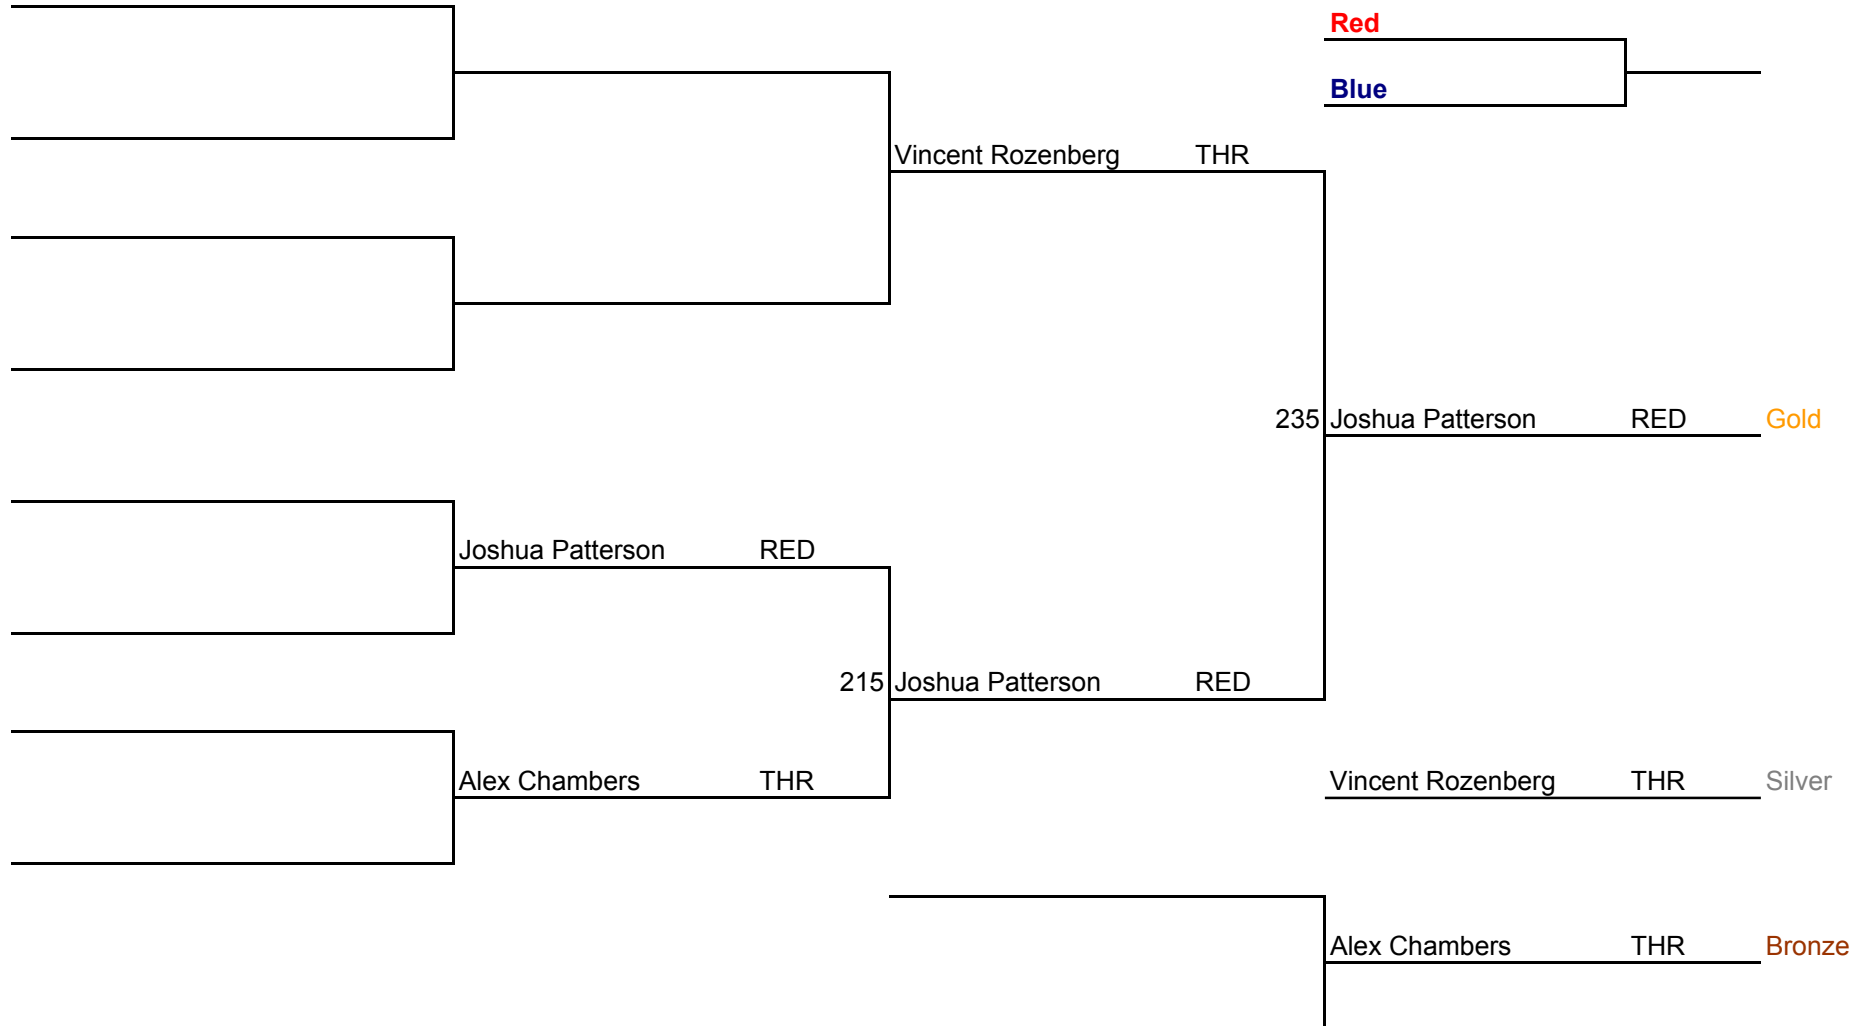 Red
Blue
Vincent Rozenberg THR
235 Joshua Patterson RED Gold
Joshua Patterson RED
215 Joshua Patterson RED
Alex Chambers THR
Vincent Rozenberg THR Silver
Alex Chambers THR Bronze